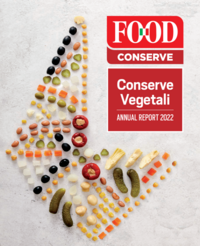 FOOD
CONSERVE
Conserve
Vegetali
ANNUAL REPORT 2022